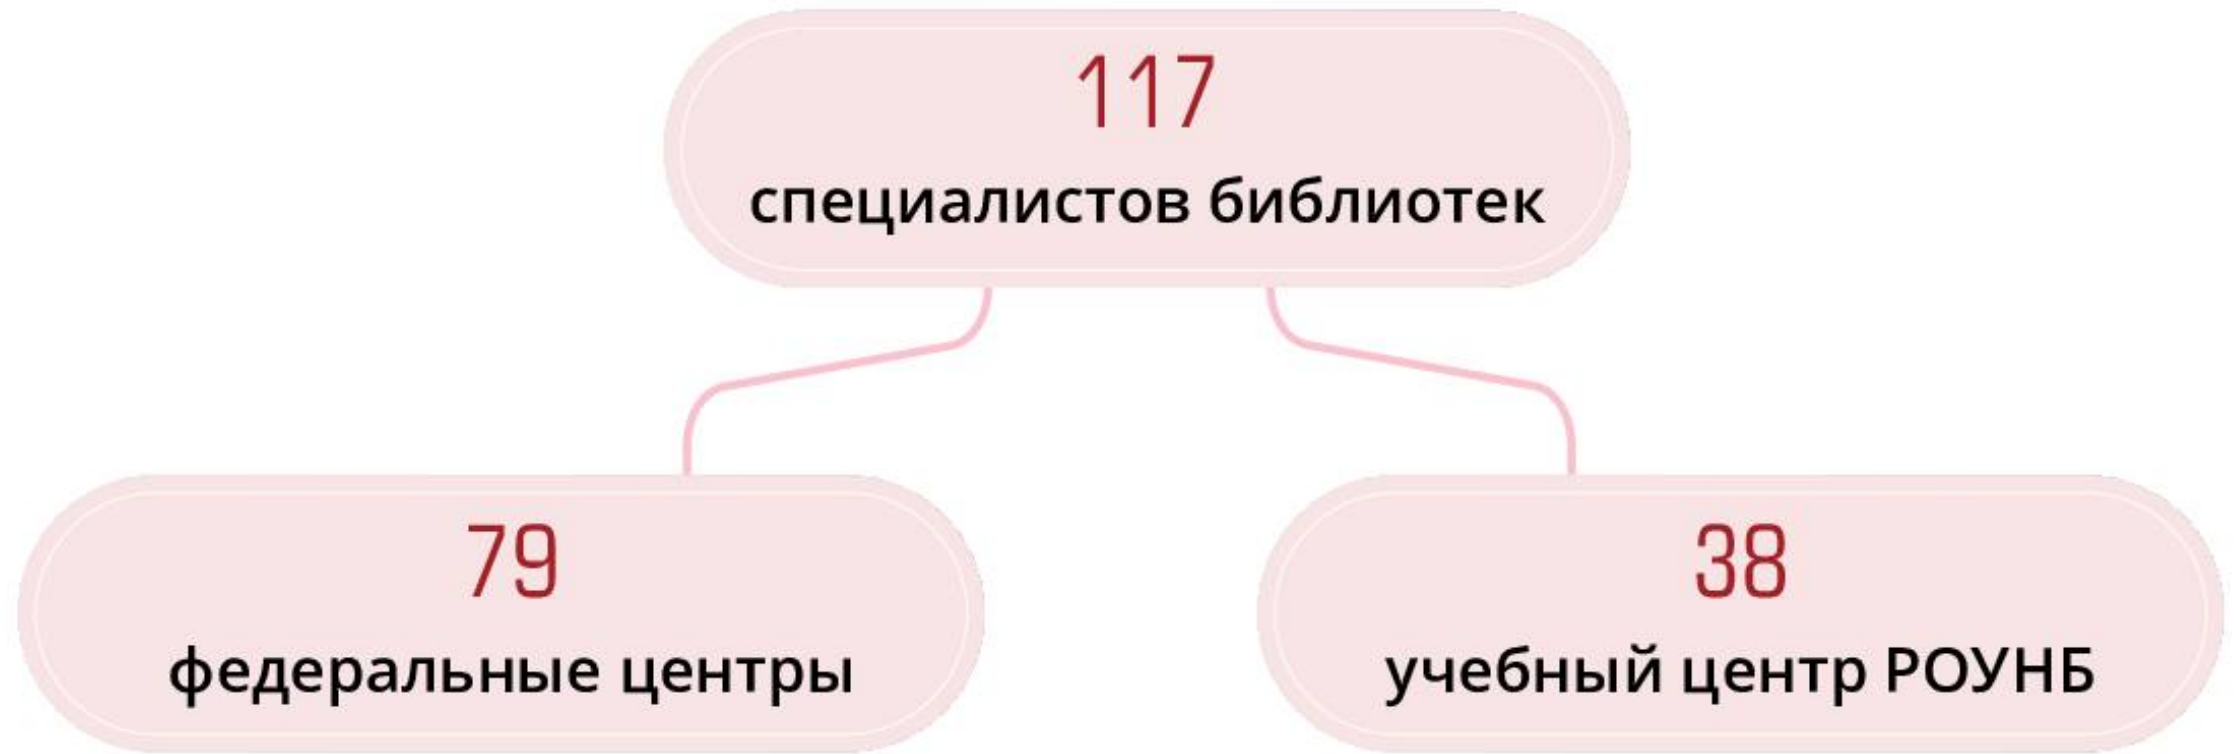 117
специалистов библиотек
79
федеральные центры
38
учебный центр РОУНБ